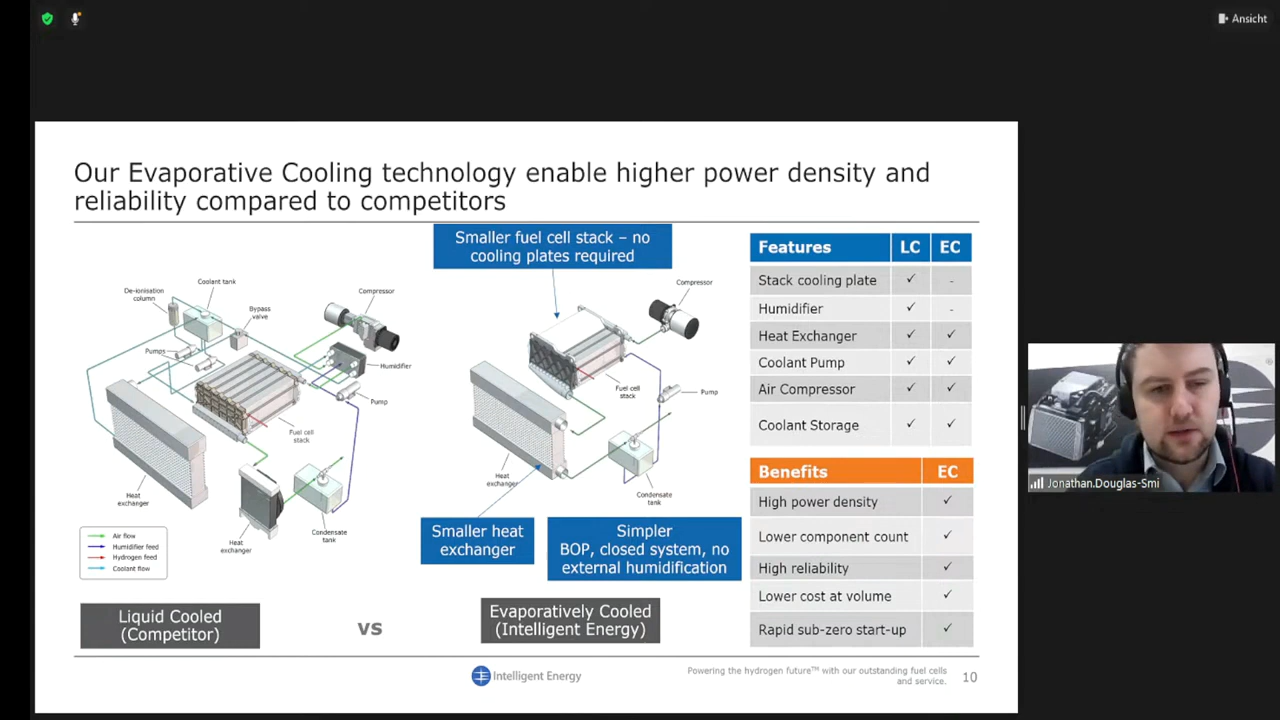 Ansicht
Our Evaporative Cooling technology enable higher power density and
reliability compared to competitors
Smaller fuel cell stack – no
cooling plates required
Coolant tank
De-ionisation
column
Bypass
valve
Compressor
Pumps
Humidifier
Pump
Fuel cell
stack
Heat
exchanger
Heat
exchanger
Condensate
tank
Air flow
Humidifier feed
Hydrogen feed
Coolant flow
Liquid Cooled
(Competitor)
vs
Compressor
Fuel cell
stack
Pump
Heat
exchanger
Condensate
tank
Smaller heat
exchanger
Simpler
BOP, closed system, no
external humidification
Evaporatively Cooled
(Intelligent Energy)
Features LC EC
Stack cooling plate ✓ -
Humidifier ✓ -
Heat Exchanger ✓ ✓
Coolant Pump ✓ ✓
Air Compressor ✓ ✓
Coolant Storage ✓ ✓
Benefits EC
High power density ✓
Lower component count ✓
High reliability ✓
Lower cost at volume ✓
Rapid sub-zero start-up ✓
Intelligent Energy
Powering the hydrogen future™ with our outstanding fuel cells
and service.
10
Jonathan.Douglas-Smi